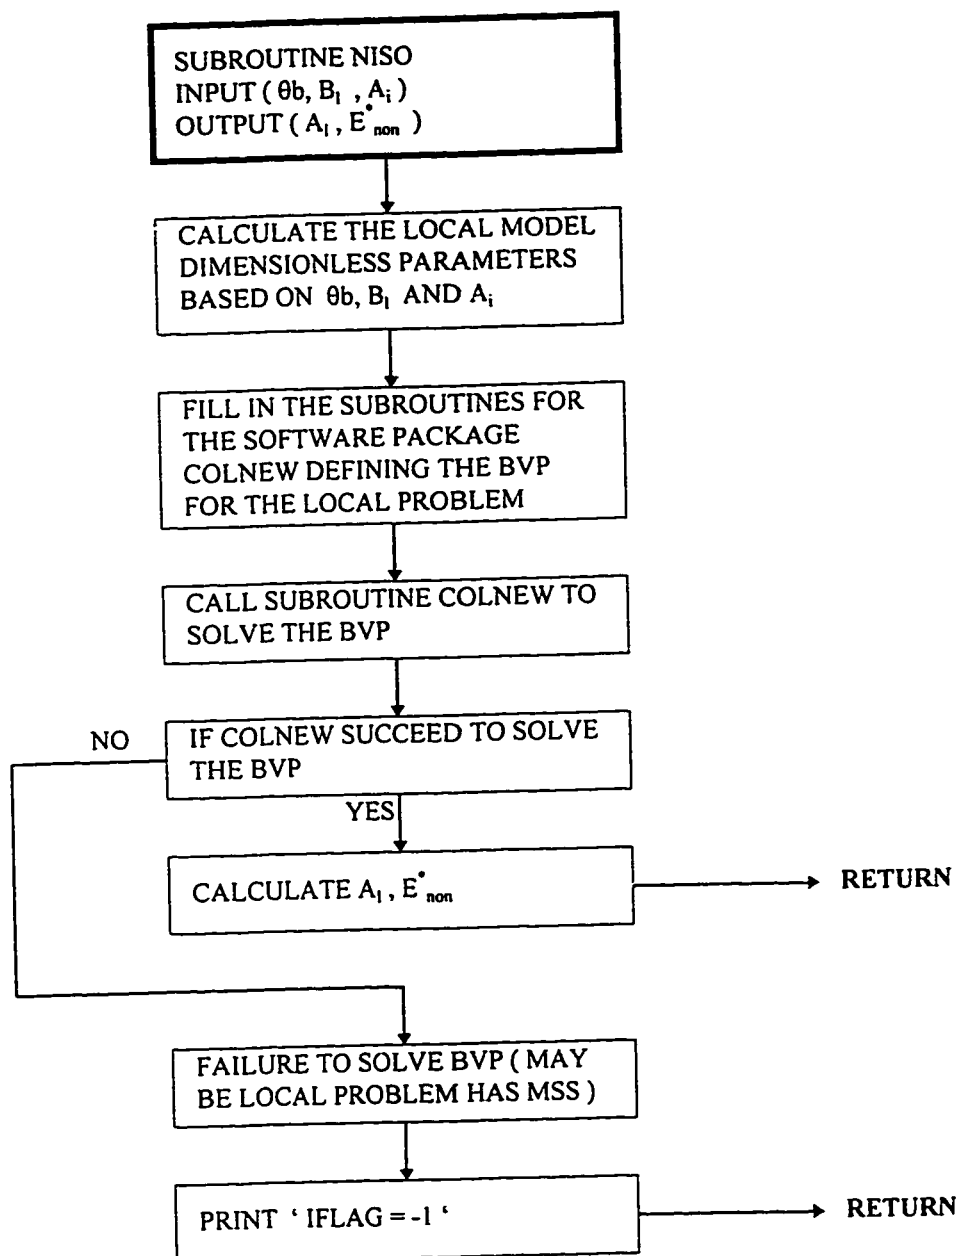 SUBROUTINE NISO
INPUT ( θb, B₁ , Aᵢ )
OUTPUT ( A₁ , E*non )
CALCULATE THE LOCAL MODEL
DIMENSIONLESS PARAMETERS
BASED ON θb, B₁ AND Aᵢ
FILL IN THE SUBROUTINES FOR
THE SOFTWARE PACKAGE
COLNEW DEFINING THE BVP
FOR THE LOCAL PROBLEM
CALL SUBROUTINE COLNEW TO
SOLVE THE BVP
NO
IF COLNEW SUCCEED TO SOLVE
THE BVP
YES
CALCULATE A₁ , E*non
RETURN
FAILURE TO SOLVE BVP ( MAY
BE LOCAL PROBLEM HAS MSS )
PRINT ‘ IFLAG = -1 ‘
RETURN